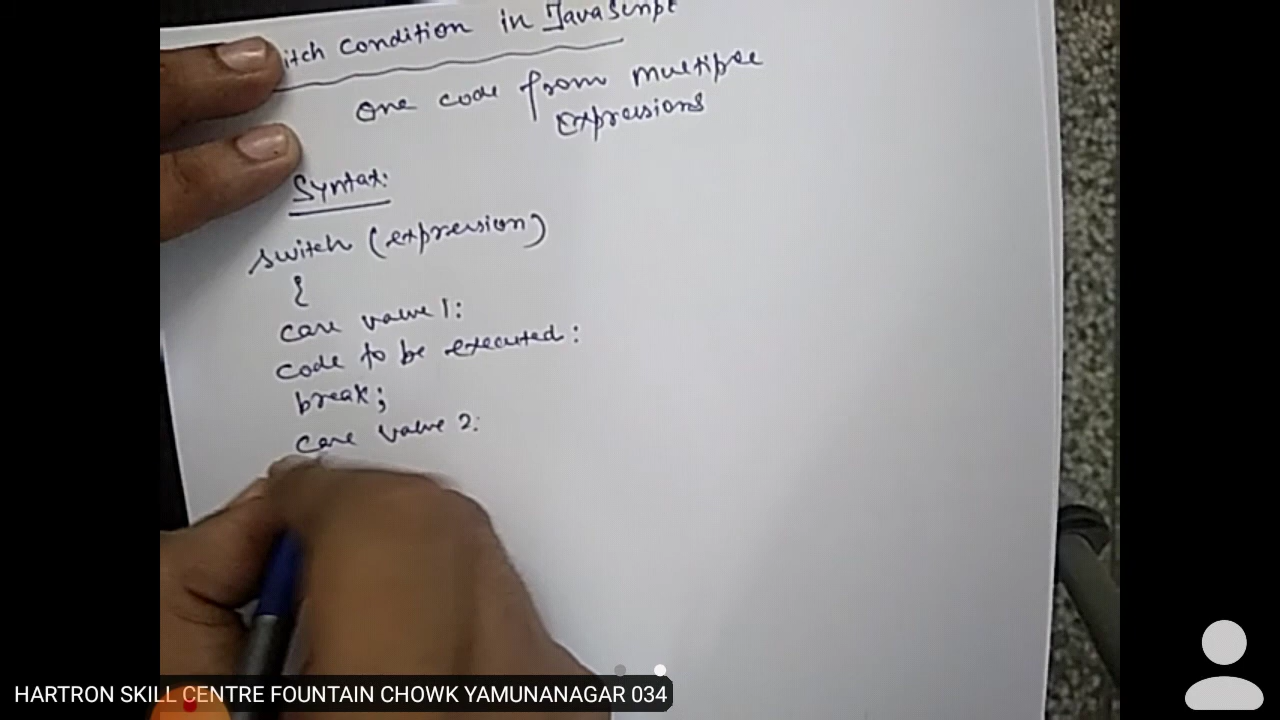 itch Condition in JavaScript
One code from multiple
expressions
Syntax:
switch (expression)
{
case value 1:
code to be executed:
break;
case value 2:
HARTRON SKILL CENTRE FOUNTAIN CHOWK YAMUNANAGAR 034